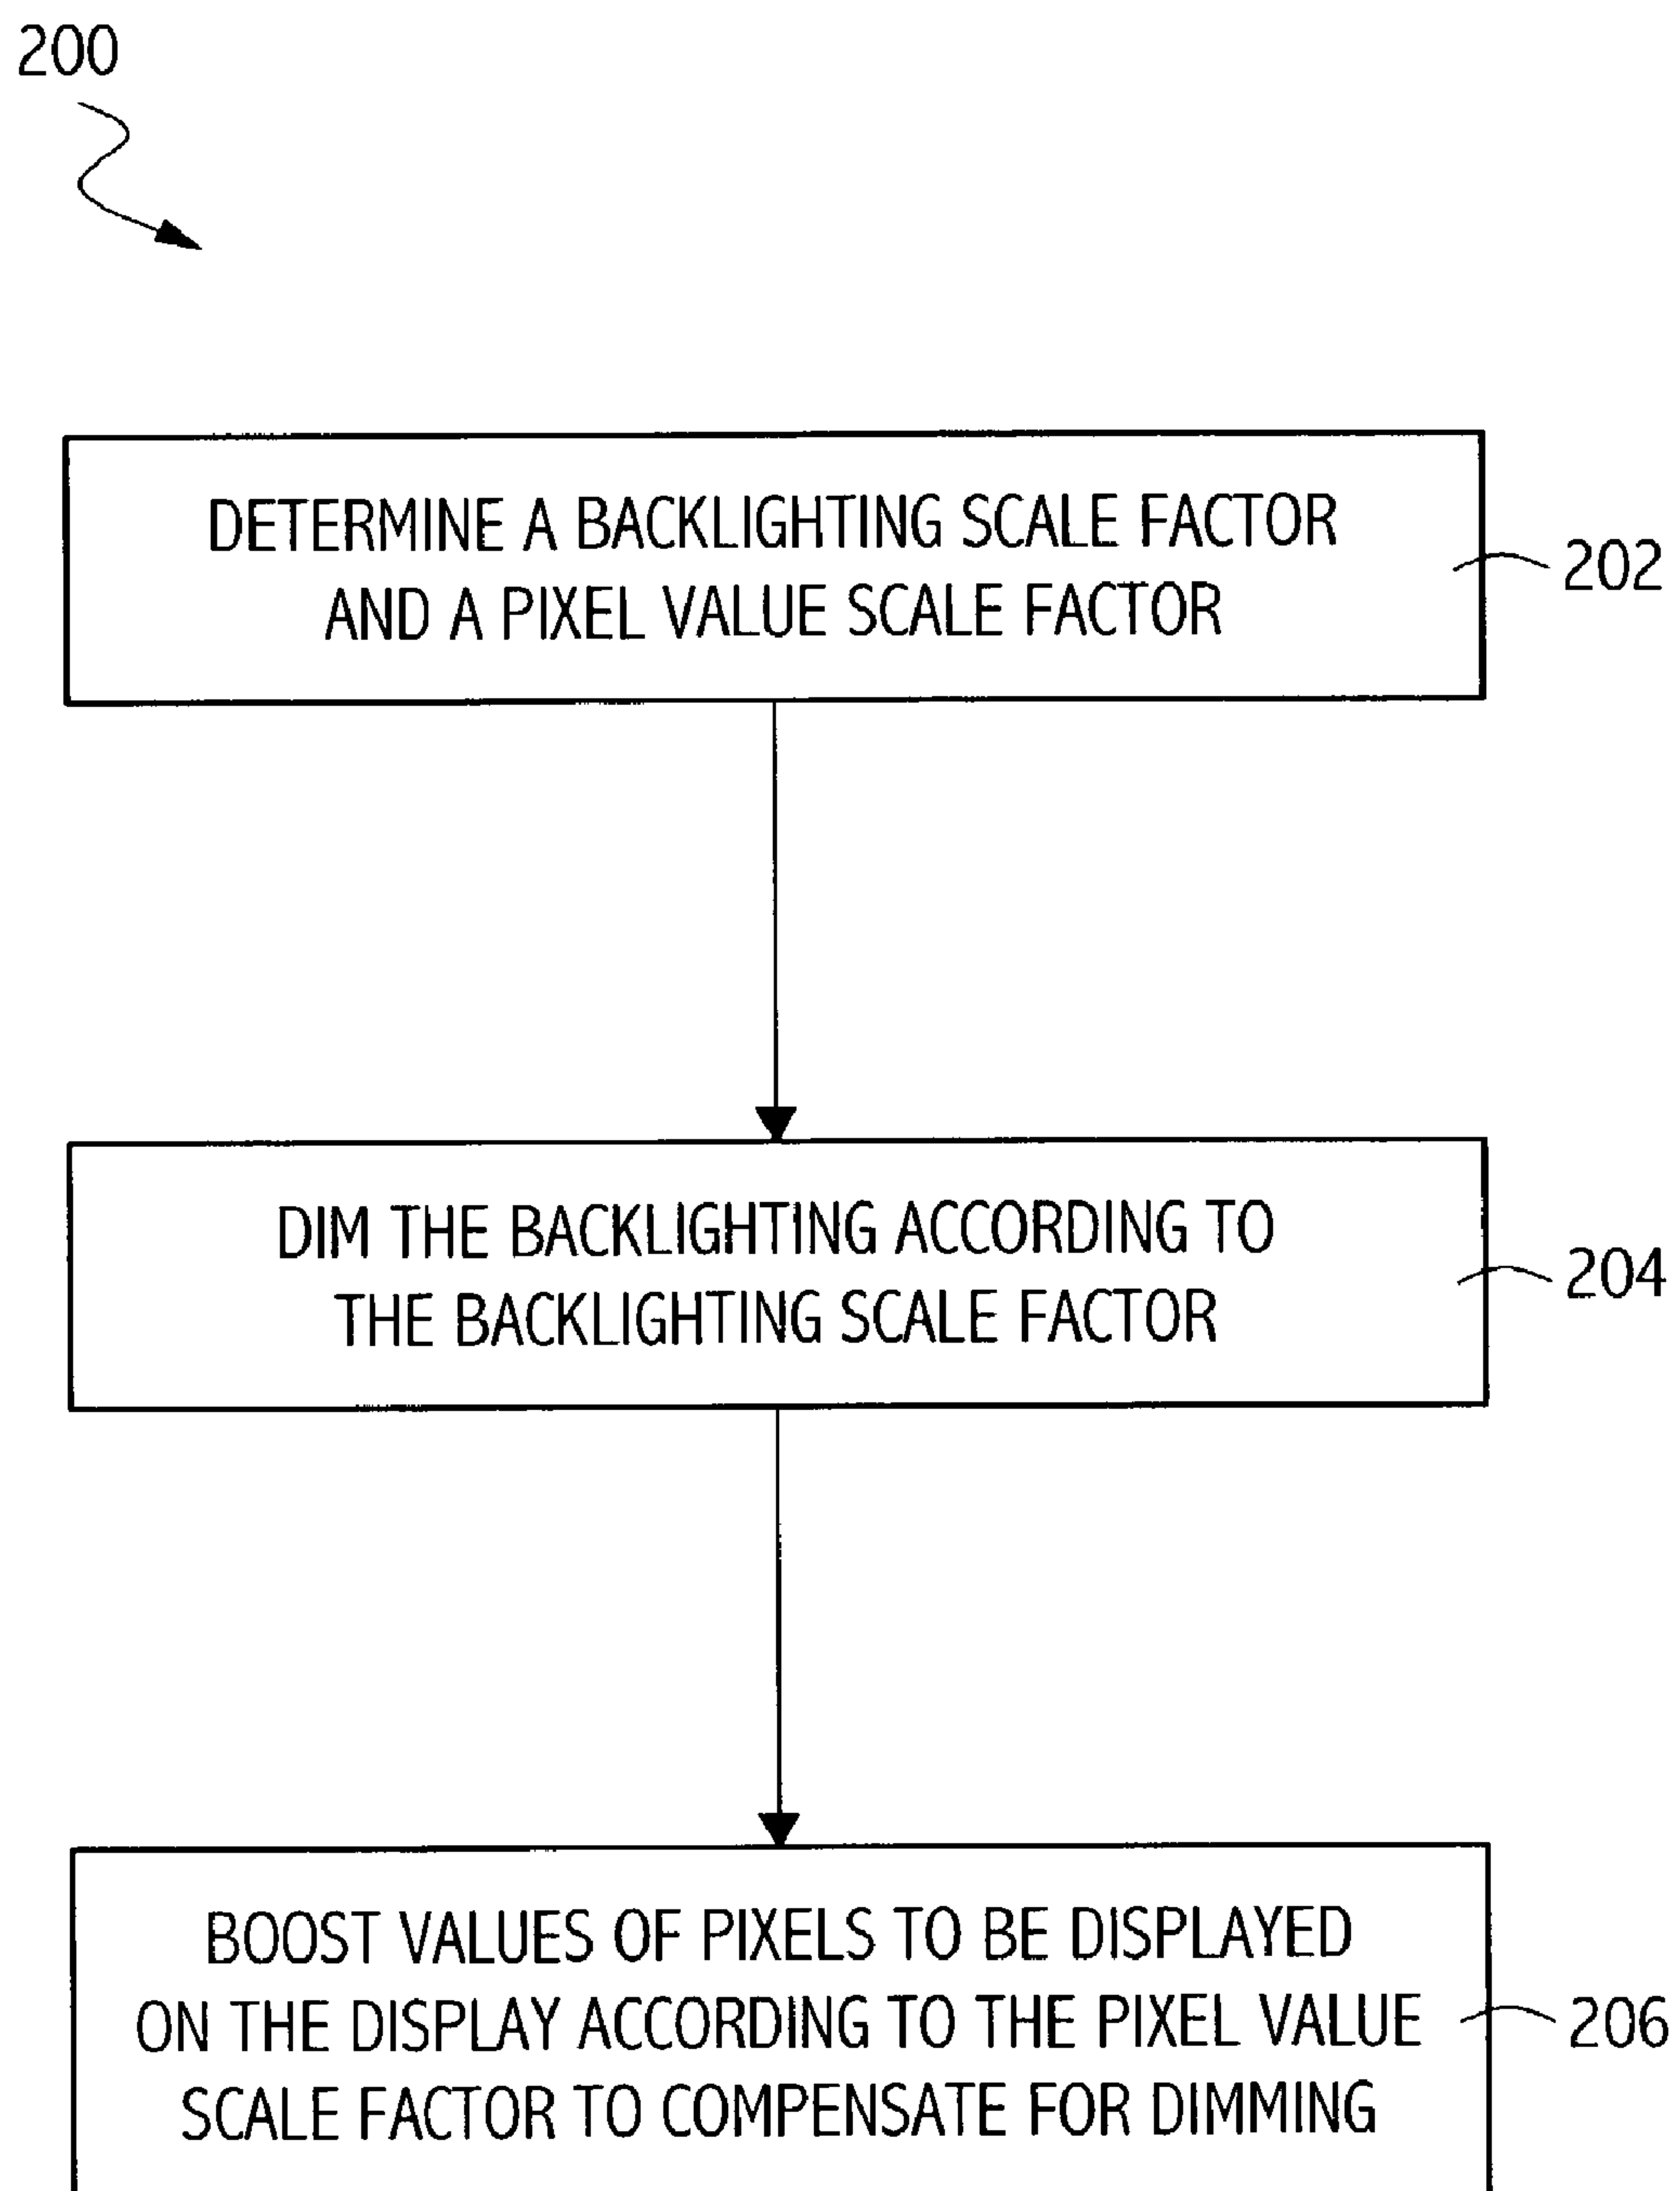 200
DETERMINE A BACKLIGHTING SCALE FACTOR
AND A PIXEL VALUE SCALE FACTOR
202
DIM THE BACKLIGHTING ACCORDING TO
THE BACKLIGHTING SCALE FACTOR
204
BOOST VALUES OF PIXELS TO BE DISPLAYED
ON THE DISPLAY ACCORDING TO THE PIXEL VALUE
SCALE FACTOR TO COMPENSATE FOR DIMMING
206